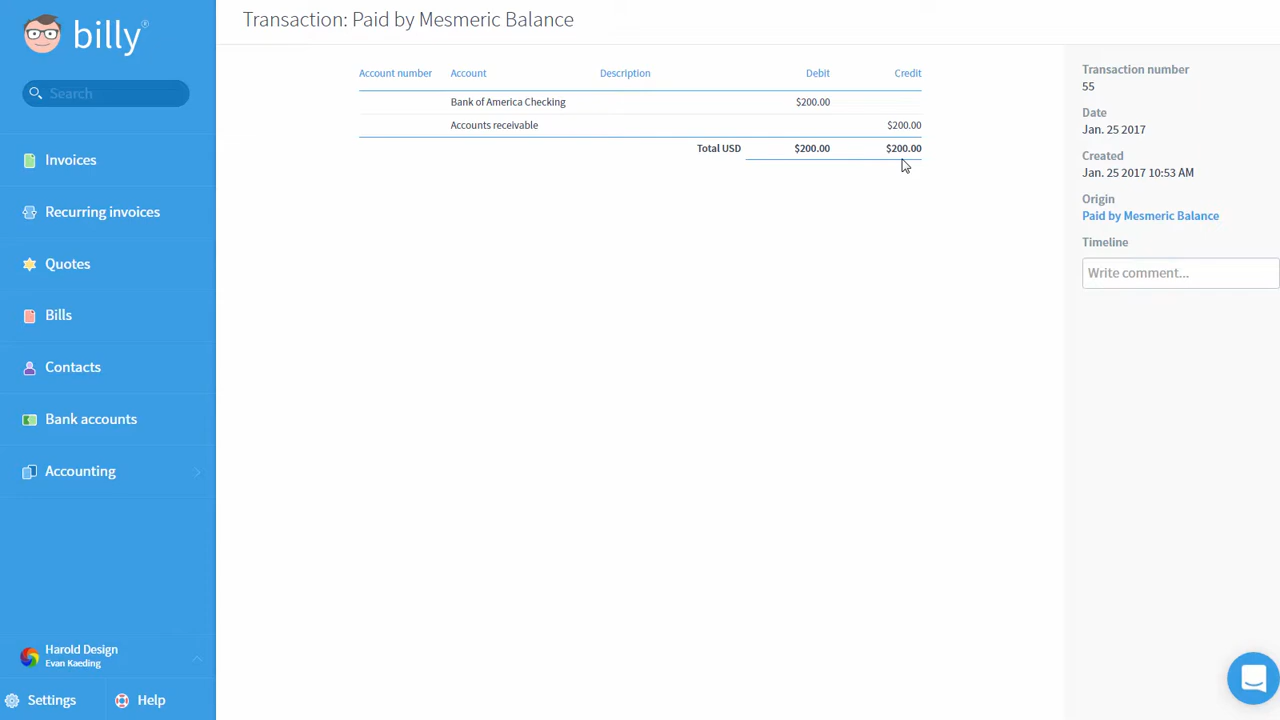 billy®
Search
Invoices
Recurring invoices
Quotes
Bills
Contacts
Bank accounts
Accounting
Harold Design
Evan Kaeding
Settings
Help
Transaction: Paid by Mesmeric Balance
Account number Account Description Debit Credit
Bank of America Checking $200.00
Accounts receivable $200.00
Total USD $200.00 $200.00
Transaction number
55
Date
Jan. 25 2017
Created
Jan. 25 2017 10:53 AM
Origin
Paid by Mesmeric Balance
Timeline
Write comment...